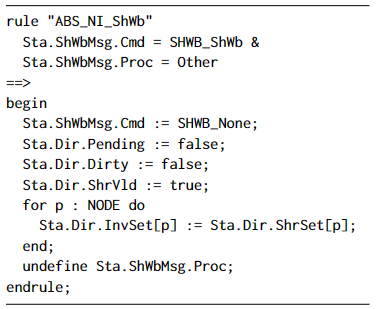 rule "ABS_NI_ShWb"
  Sta.ShWbMsg.Cmd = SHWB_ShWb &
  Sta.ShWbMsg.Proc = Other
==>
begin
  Sta.ShWbMsg.Cmd := SHWB_None;
  Sta.Dir.Pending := false;
  Sta.Dir.Dirty := false;
  Sta.Dir.ShrVld := true;
  for p : NODE do
    Sta.Dir.InvSet[p] := Sta.Dir.ShrSet[p];
  end;
  undefine Sta.ShWbMsg.Proc;
endrule;